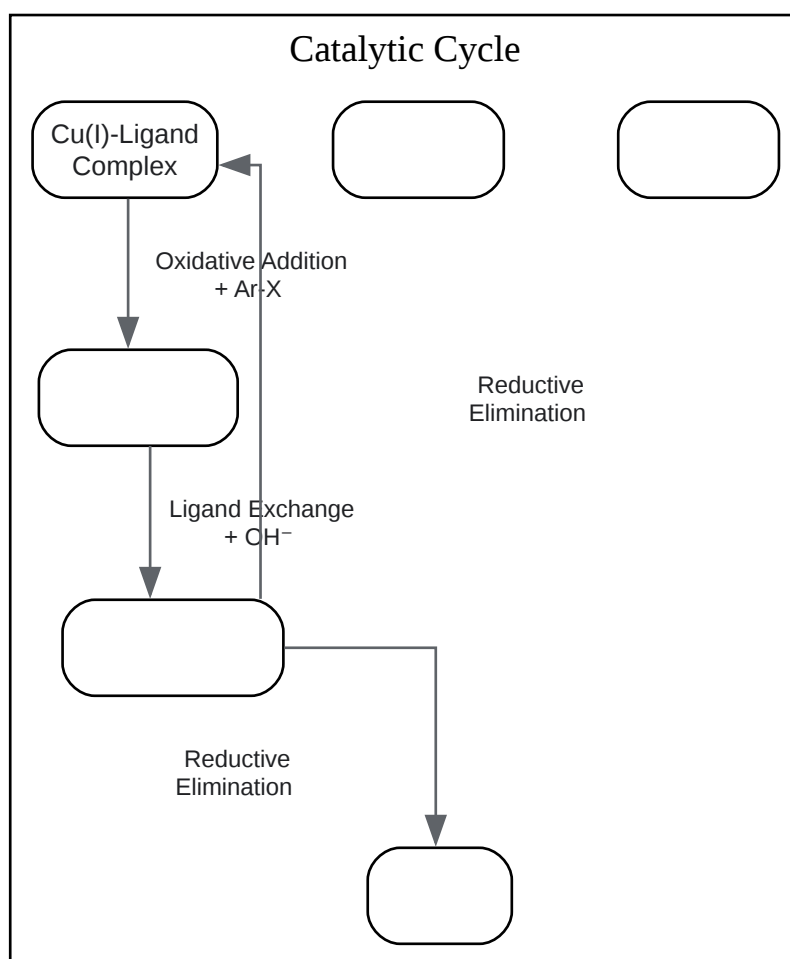 Catalytic Cycle
Cu(I)-Ligand
Complex
Oxidative Addition
+ Ar-X
Reductive
Elimination
Ligand Exchange
+ OH⁻
Reductive
Elimination